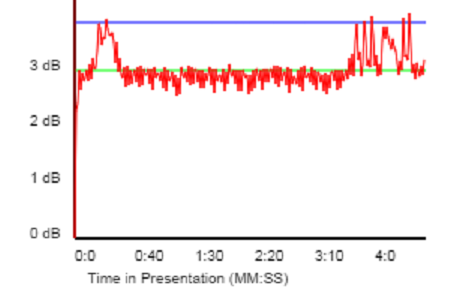 3 dB
2 dB
1 dB
0 dB
0:0 0:40 1:30 2:20 3:10 4:0
Time in Presentation (MM:SS)